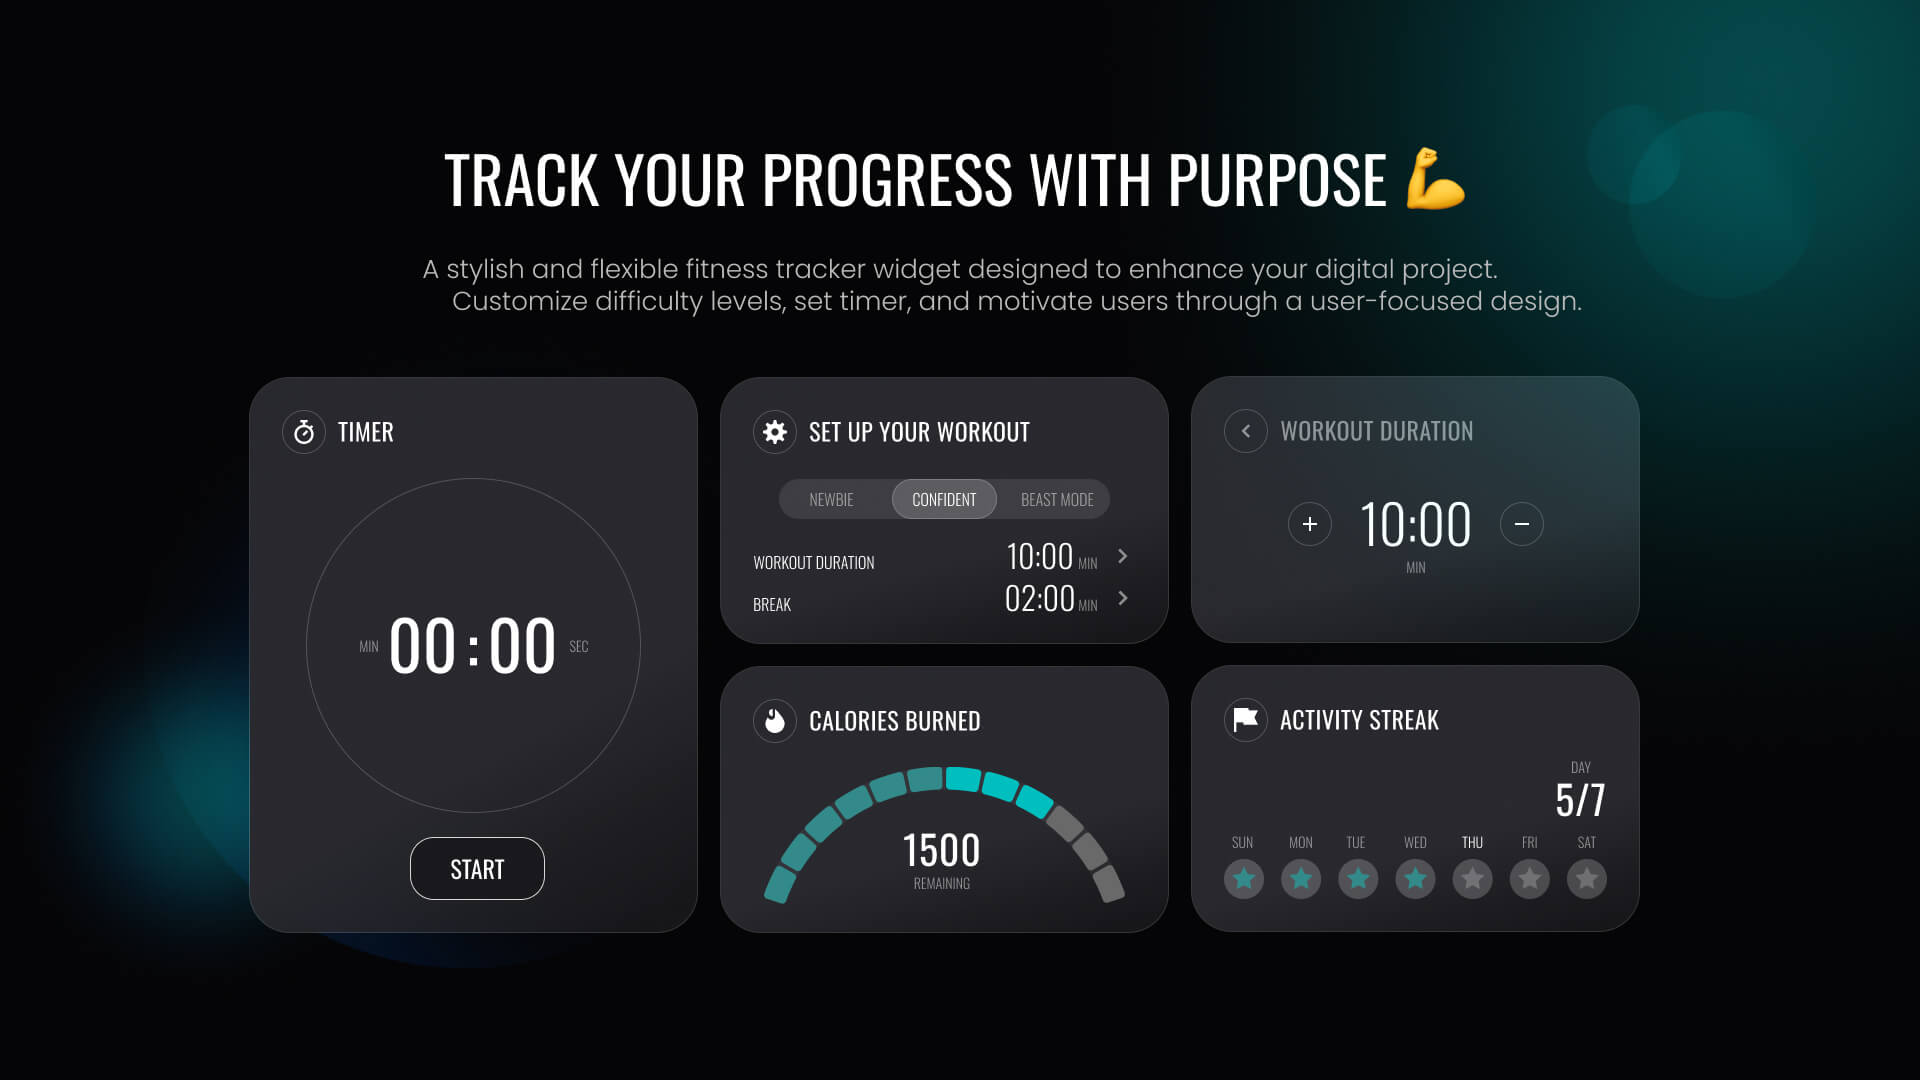 TRACK YOUR PROGRESS WITH PURPOSE 💪
A stylish and flexible fitness tracker widget designed to enhance your digital project.
Customize difficulty levels, set timer, and motivate users through a user-focused design.
TIMER
MIN 00:00 SEC
START
SET UP YOUR WORKOUT
NEWBIE CONFIDENT BEAST MODE
WORKOUT DURATION 10:00 MIN
BREAK 02:00 MIN
WORKOUT DURATION
+ 10:00 −
MIN
CALORIES BURNED
1500
REMAINING
ACTIVITY STREAK
DAY
5/7
SUN MON TUE WED THU FRI SAT